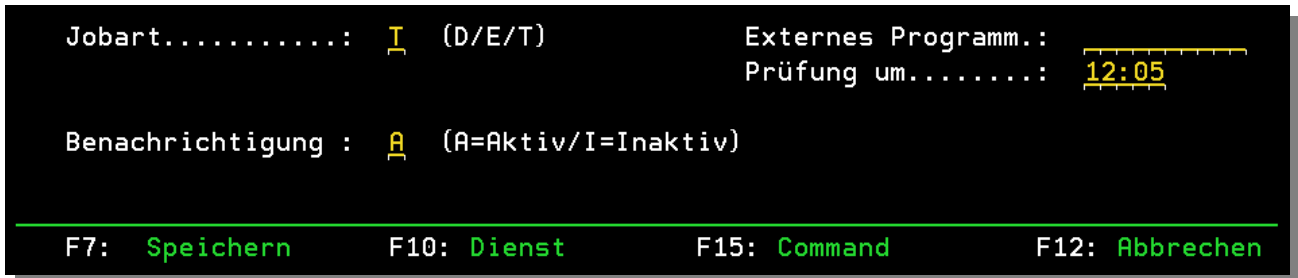 Jobart...........: T (D/E/T) Externes Programm.:
Prüfung um........: 12:05
Benachrichtigung : A (A=Aktiv/I=Inaktiv)
F7: Speichern F10: Dienst F15: Command F12: Abbrechen